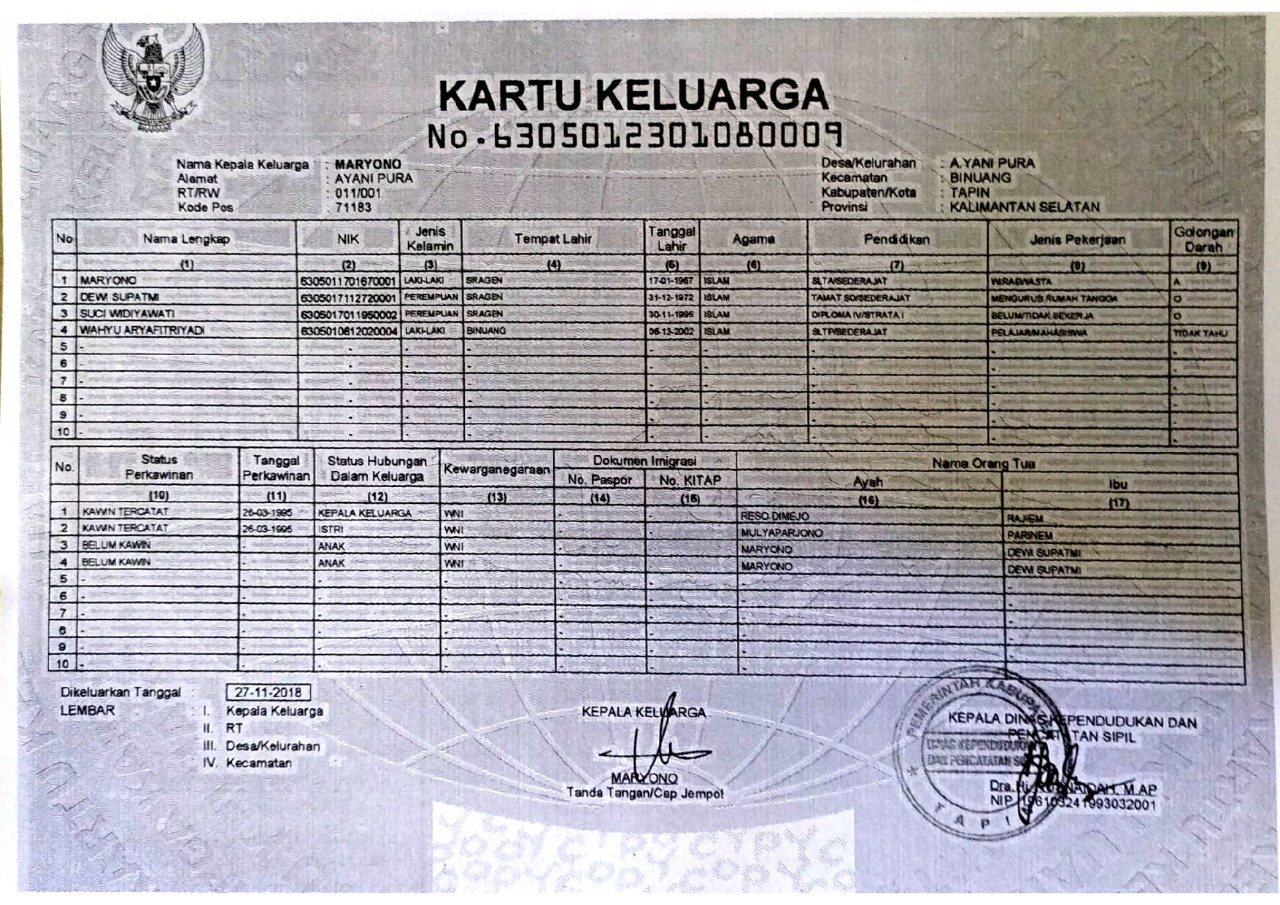 KARTU KELUARGA
No.6305012301080009
Nama Kepala Keluarga : MARYONO
Alamat : AYANI PURA
RT/RW : 011/001
Kode Pos : 71183
Desa/Kelurahan : A.YANI PURA
Kecamatan : BINUANG
Kabupaten/Kota : TAPIN
Provinsi : KALIMANTAN SELATAN
No Nama Lengkap NIK Jenis Kelamin Tempat Lahir Tanggal Lahir Agama Pendidikan Jenis Pekerjaan Golongan Darah
(1) (2) (3) (4) (5) (6) (7) (8) (9)
1 MARYONO 6305011701670001 LAKI-LAKI SRAGEN 17-01-1967 ISLAM SLTA/SEDERAJAT WIRASWASTA A
2 DEWI SUPATMI 6305017112720001 PEREMPUAN SRAGEN 31-12-1972 ISLAM TAMAT SD/SEDERAJAT MENGURUS RUMAH TANGGA O
3 SUCI WIDIYAWATI 6305017011950002 PEREMPUAN SRAGEN 30-11-1995 ISLAM DIPLOMA IV/STRATA I BELUM/TIDAK BEKERJA O
4 WAHYU ARYAFITRIYADI 6305010612020004 LAKI-LAKI BINUANG 06-12-2002 ISLAM SLTP/SEDERAJAT PELAJAR/MAHASISWA TIDAK TAHU
5 - - - - - - - - -
6 - - - - - - - - -
7 - - - - - - - - -
8 - - - - - - - - -
9 - - - - - - - - -
10 - - - - - - - - -
No. Status Perkawinan Tanggal Perkawinan Status Hubungan Dalam Keluarga Kewarganegaraan Dokumen Imigrasi Nama Orang Tua
No. Paspor No. KITAP Ayah Ibu
(10) (11) (12) (13) (14) (15) (16) (17)
1 KAWIN TERCATAT 26-03-1995 KEPALA KELUARGA WNI - - RESO DIMEJO RAJIEM
2 KAWIN TERCATAT 26-03-1995 ISTRI WNI - - MULYAPARJONO PARINEM
3 BELUM KAWIN - ANAK WNI - - MARYONO DEWI SUPATMI
4 BELUM KAWIN - ANAK WNI - - MARYONO DEWI SUPATMI
5 - - - - - - - -
6 - - - - - - - -
7 - - - - - - - -
8 - - - - - - - -
9 - - - - - - - -
10 - - - - - - - -
Dikeluarkan Tanggal : 27-11-2018
LEMBAR : I. Kepala Keluarga
II. RT
III. Desa/Kelurahan
IV. Kecamatan
KEPALA KELUARGA
MARYONO
Tanda Tangan/Cap Jempol
KEPALA DINAS KEPENDUDUKAN DAN
PENCATATAN SIPIL
Dra. Hj.
M.AP
NIP 196103241993032001
PEMERINTAH KABUPATEN
DINAS KEPENDUDUKAN
DAN PENCATATAN
TAPIN